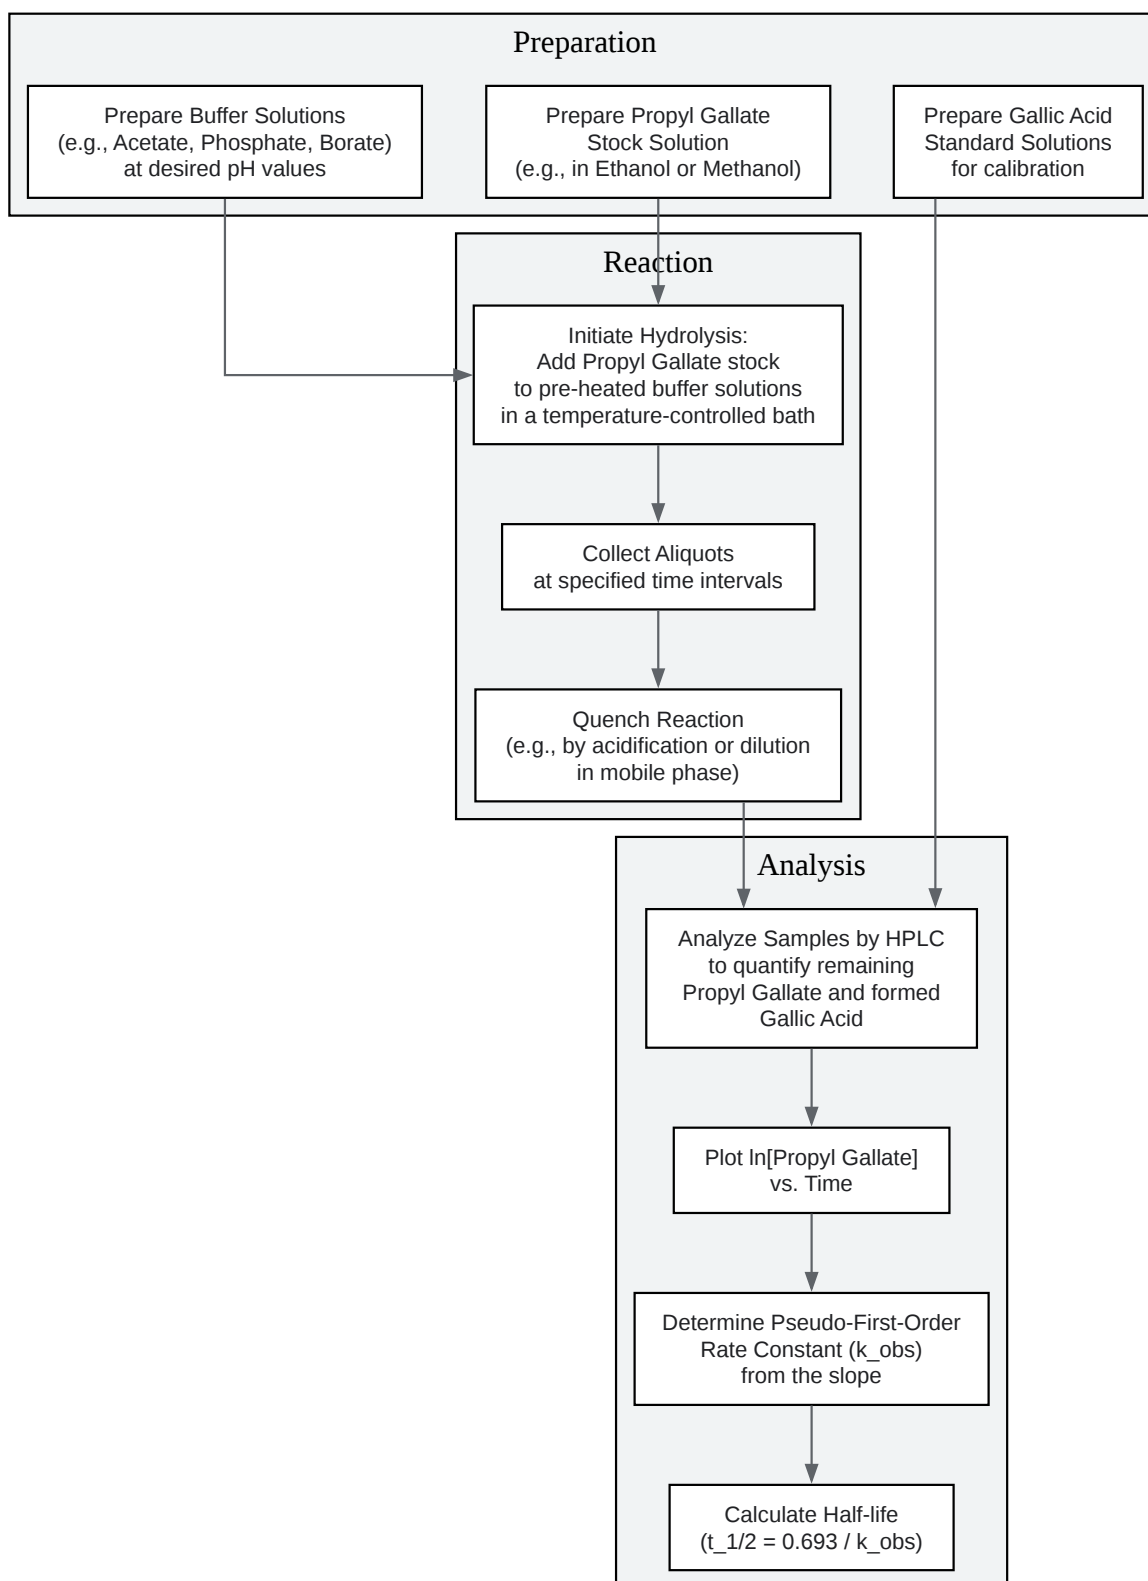 Preparation
Prepare Buffer Solutions
(e.g., Acetate, Phosphate, Borate)
at desired pH values
Prepare Propyl Gallate
Stock Solution
(e.g., in Ethanol or Methanol)
Prepare Gallic Acid
Standard Solutions
for calibration
Reaction
Initiate Hydrolysis:
Add Propyl Gallate stock
to pre-heated buffer solutions
in a temperature-controlled bath
Collect Aliquots
at specified time intervals
Quench Reaction
(e.g., by acidification or dilution
in mobile phase)
Analysis
Analyze Samples by HPLC
to quantify remaining
Propyl Gallate and formed
Gallic Acid
Plot ln[Propyl Gallate]
vs. Time
Determine Pseudo-First-Order
Rate Constant (k_obs)
from the slope
Calculate Half-life
(t_1/2 = 0.693 / k_obs)